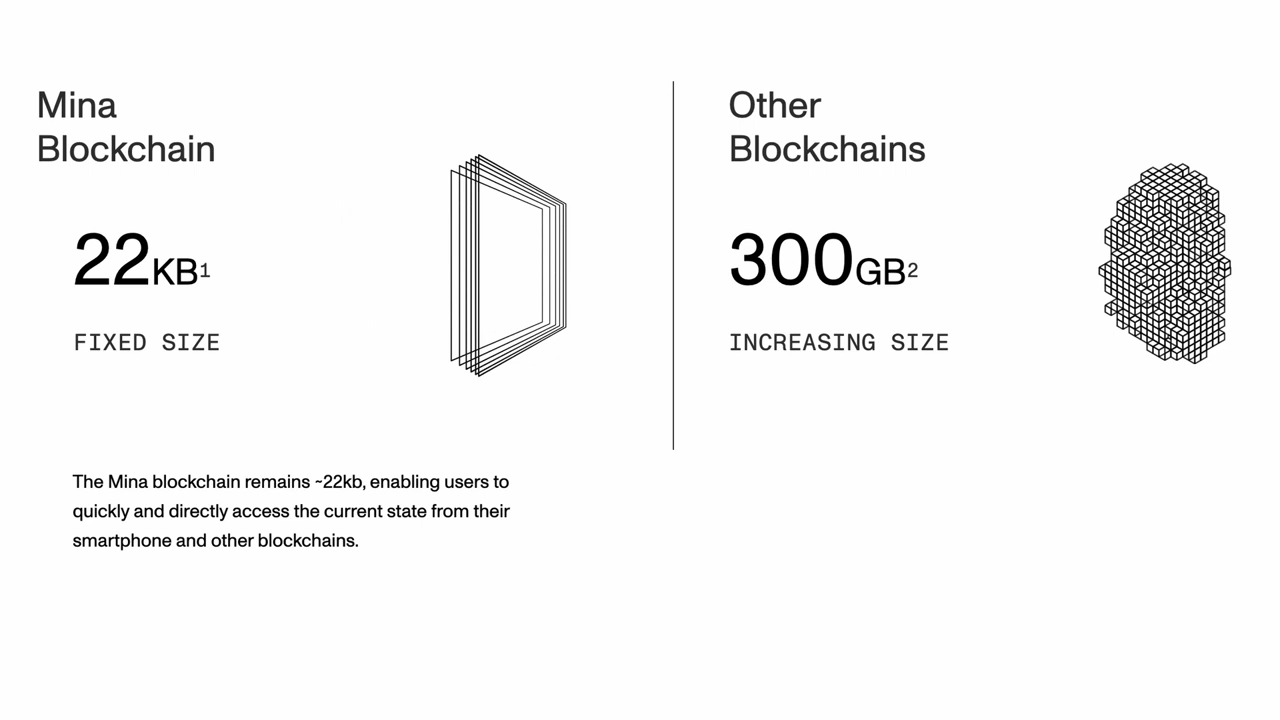 Mina
Blockchain
22KB1
FIXED SIZE
The Mina blockchain remains ~22kb, enabling users to
quickly and directly access the current state from their
smartphone and other blockchains.
Other
Blockchains
300GB2
INCREASING SIZE